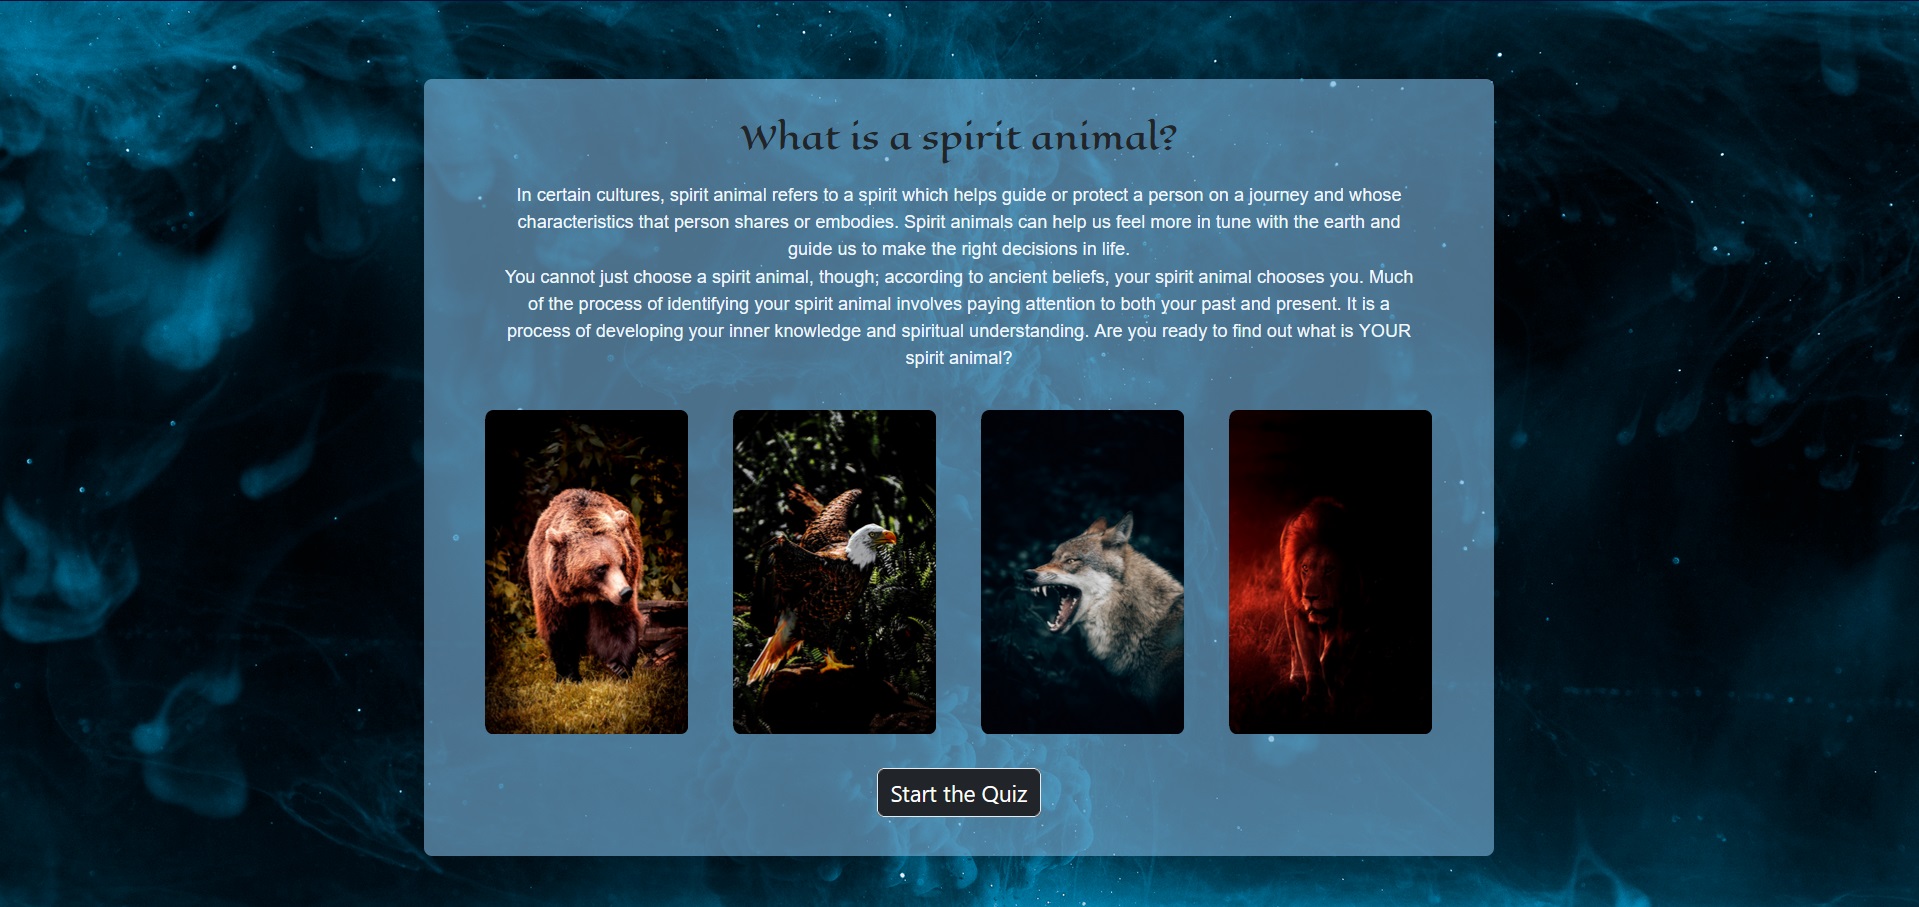 What is a spirit animal?
In certain cultures, spirit animal refers to a spirit which helps guide or protect a person on a journey and whose
characteristics that person shares or embodies. Spirit animals can help us feel more in tune with the earth and
guide us to make the right decisions in life.
You cannot just choose a spirit animal, though; according to ancient beliefs, your spirit animal chooses you. Much
of the process of identifying your spirit animal involves paying attention to both your past and present. It is a
process of developing your inner knowledge and spiritual understanding. Are you ready to find out what is YOUR
spirit animal?
Start the Quiz